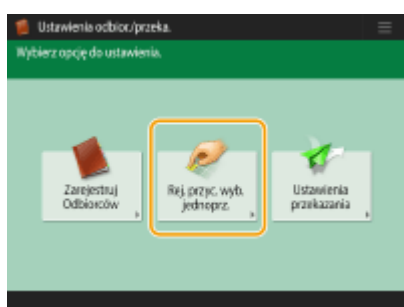 Ustawienia odbior./przeka.
Wybierz opcję do ustawienia.
Zarejestruj
Odbiorców
Rej. przyc. wyb.
jednoprz.
Ustawienia
przekazania